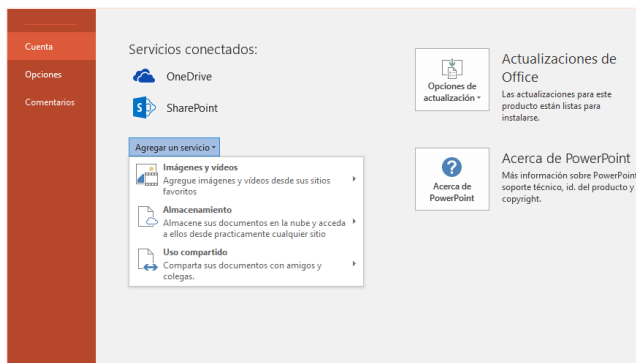 Cuenta
Opciones
Comentarios
Servicios conectados:
OneDrive
SharePoint
Agregar un servicio
Imágenes y vídeos
Agregue imágenes y vídeos desde sus sitios
favoritos
Almacenamiento
Almacene sus documentos en la nube y acceda
a ellos desde practicamente cualquier sitio
Uso compartido
Comparta sus documentos con amigos y
colegas.
Opciones de
actualización
Actualizaciones de
Office
Las actualizaciones para este
producto están listas para
instalarse.
Acerca de
PowerPoint
Acerca de PowerPoint
Más información sobre PowerPoint
soporte técnico, id. del producto y
copyright.